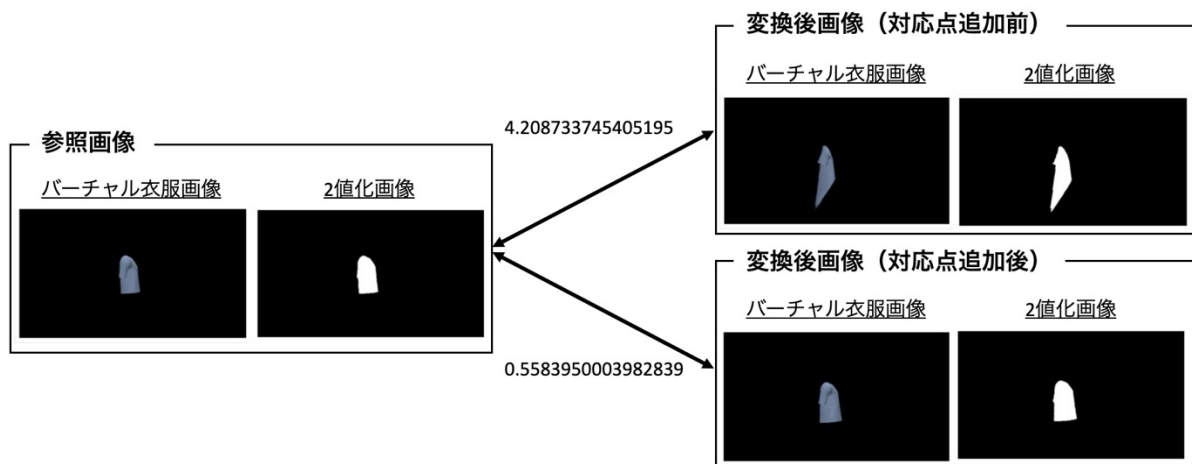 参照画像
バーチャル衣服画像
2値化画像
4.208733745405195
0.5583950003982839
変換後画像（対応点追加前）
バーチャル衣服画像
2値化画像
変換後画像（対応点追加後）
バーチャル衣服画像
2値化画像